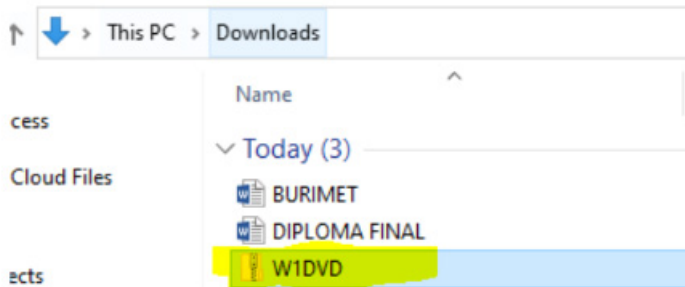 This PC > Downloads
Name
cess
Today (3)
Cloud Files
BURIMET
DIPLOMA FINAL
W1DVD
ects